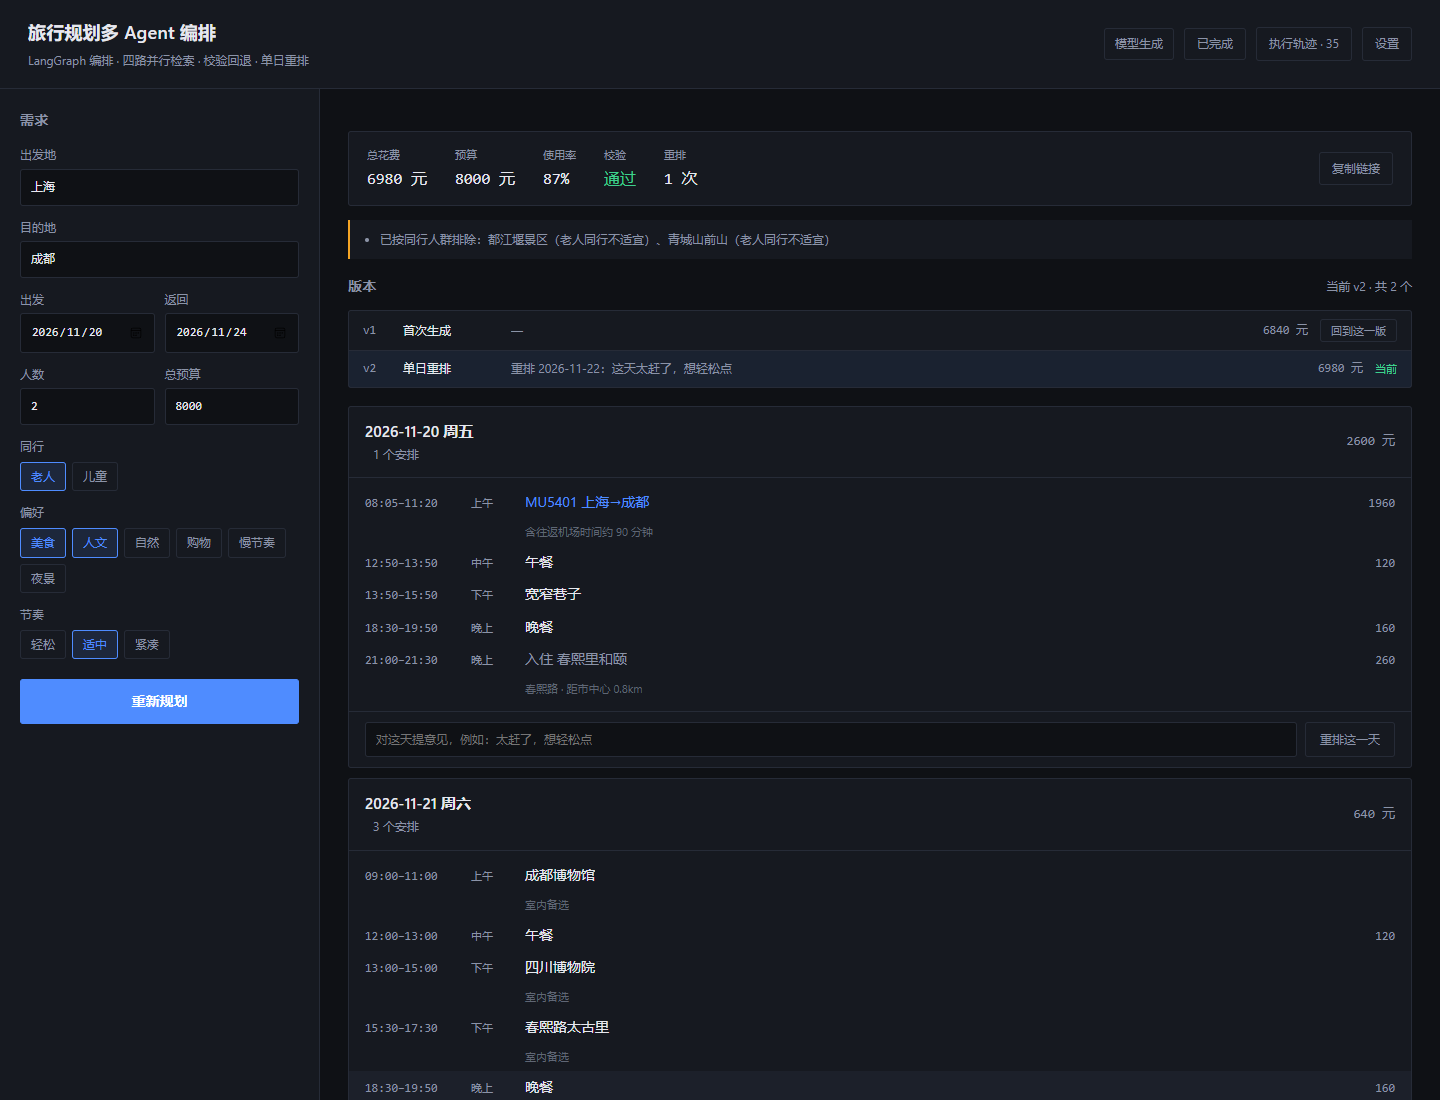 旅行规划多 Agent 编排
LangGraph 编排 · 四路并行检索 · 校验回退 · 单日重排
模型生成
已完成
执行轨迹 · 35
设置
需求
出发地
上海
目的地
成都
出发 返回
2026/11/20 2026/11/24
人数 总预算
2 8000
同行
老人 儿童
偏好
美食 人文 自然 购物 慢节奏
夜景
节奏
轻松 适中 紧凑
重新规划
总花费 预算 使用率 校验 重排
6980 元 8000 元 87% 通过 1 次
复制链接
• 已按同行人群排除：都江堰景区（老人同行不适宜）、青城山前山（老人同行不适宜）
版本 当前 v2 · 共 2 个
v1 首次生成 — 6840 元 回到这一版
v2 单日重排 重排 2026-11-22：这天太赶了，想轻松点 6980 元 当前
2026-11-20 周五
1 个安排
2600 元
08:05–11:20 上午 MU5401 上海→成都 1960
含往返机场时间约 90 分钟
12:50–13:50 中午 午餐 120
13:50–15:50 下午 宽窄巷子
18:30–19:50 晚上 晚餐 160
21:00–21:30 晚上 入住 春熙里和颐 260
春熙路 · 距市中心 0.8km
对这天提意见，例如：太赶了，想轻松点
重排这一天
2026-11-21 周六
3 个安排
640 元
09:00–11:00 上午 成都博物馆
室内备选
12:00–13:00 中午 午餐 120
13:00–15:00 下午 四川博物院
室内备选
15:30–17:30 下午 春熙路太古里
室内备选
18:30–19:50 晚上 晚餐 160